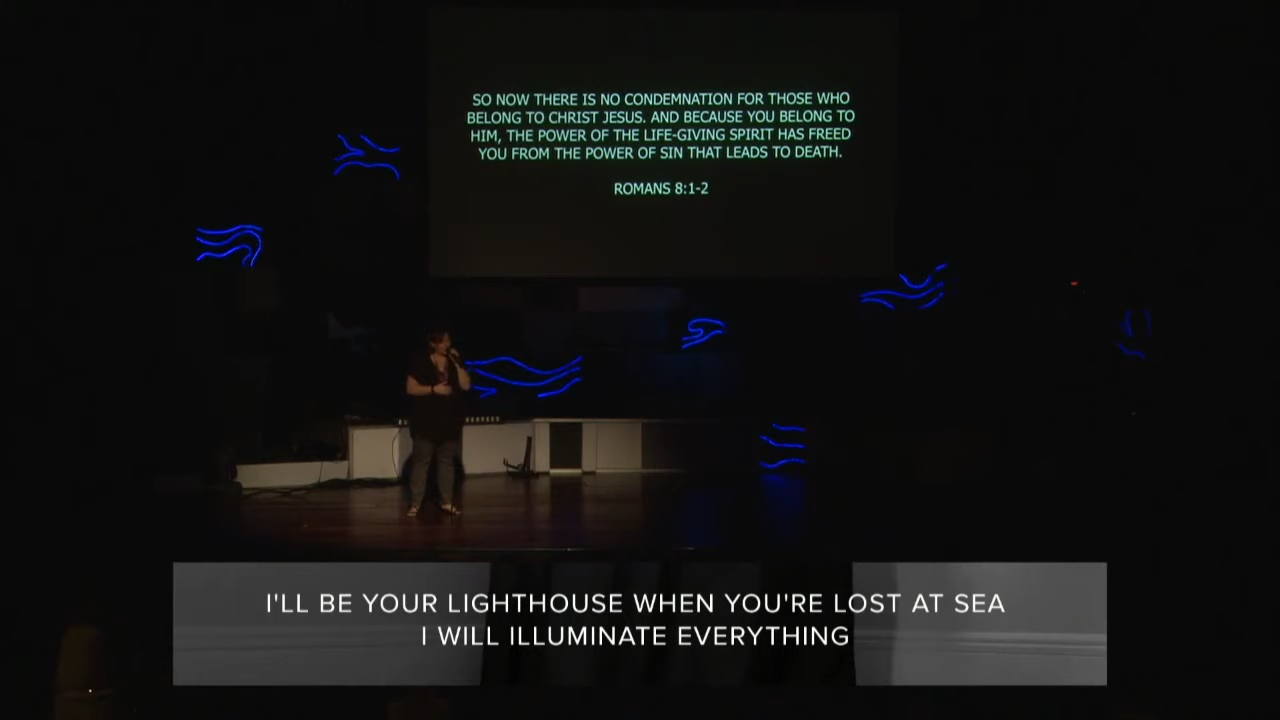 SO NOW THERE IS NO CONDEMNATION FOR THOSE WHO
BELONG TO CHRIST JESUS. AND BECAUSE YOU BELONG TO
HIM, THE POWER OF THE LIFE-GIVING SPIRIT HAS FREED
YOU FROM THE POWER OF SIN THAT LEADS TO DEATH.
ROMANS 8:1-2
I'LL BE YOUR LIGHTHOUSE WHEN YOU'RE LOST AT SEA
I WILL ILLUMINATE EVERYTHING